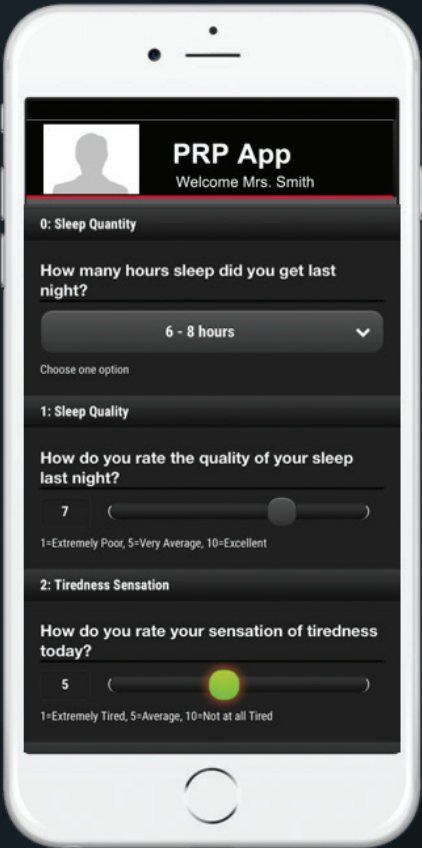 PRP App
Welcome Mrs. Smith
0: Sleep Quantity
How many hours sleep did you get last
night?
6 - 8 hours
Choose one option
1: Sleep Quality
How do you rate the quality of your sleep
last night?
7
1=Extremely Poor, 5=Very Average, 10=Excellent
2: Tiredness Sensation
How do you rate your sensation of tiredness
today?
5
1=Extremely Tired, 5=Average, 10=Not at all Tired